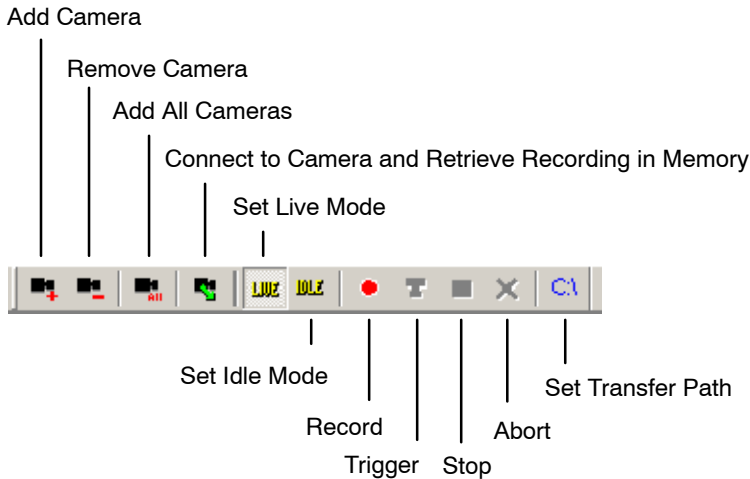 Add Camera
Remove Camera
Add All Cameras
Connect to Camera and Retrieve Recording in Memory
Set Live Mode
All LIVE IDLE C:\
Set Idle Mode
Set Transfer Path
Record
Abort
Trigger Stop